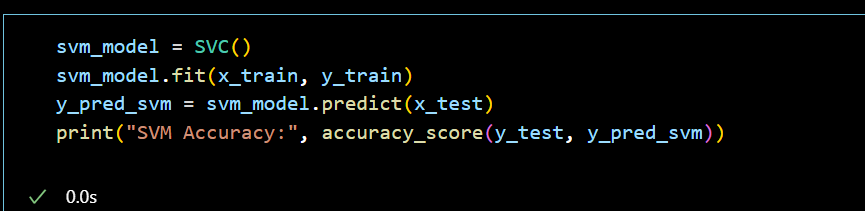 svm_model = SVC()
svm_model.fit(x_train, y_train)
y_pred_svm = svm_model.predict(x_test)
print("SVM Accuracy:", accuracy_score(y_test, y_pred_svm))
✓ 0.0s